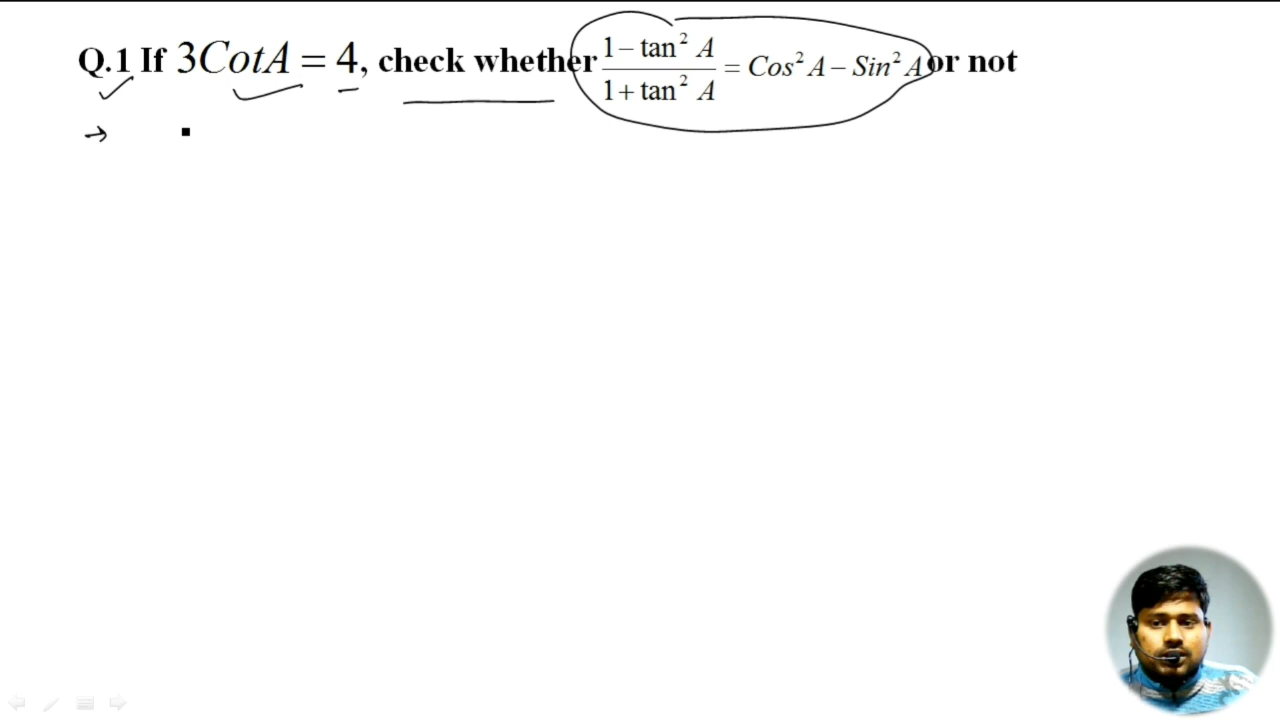 Q.1 If 3CotA = 4, check whether (1 − tan² A)/(1 + tan² A) = Cos² A − Sin² A or not
→